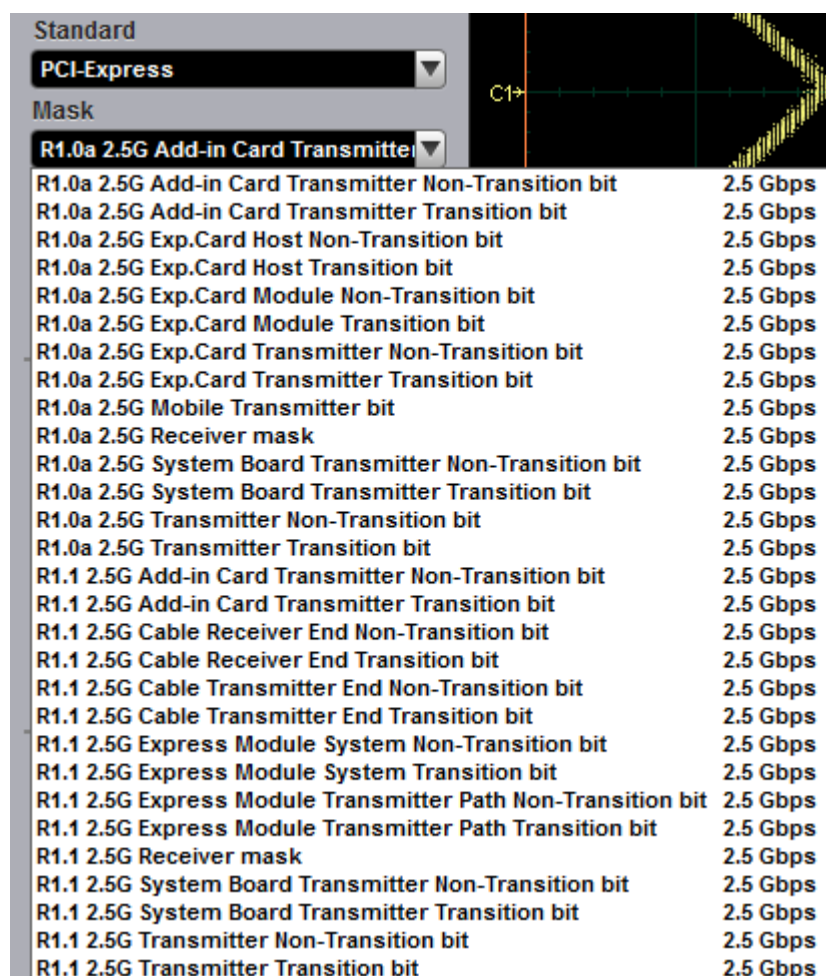 Standard
PCI-Express
C1
Mask
R1.0a 2.5G Add-in Card Transmitter
R1.0a 2.5G Add-in Card Transmitter Non-Transition bit 2.5 Gbps
R1.0a 2.5G Add-in Card Transmitter Transition bit 2.5 Gbps
R1.0a 2.5G Exp.Card Host Non-Transition bit 2.5 Gbps
R1.0a 2.5G Exp.Card Host Transition bit 2.5 Gbps
R1.0a 2.5G Exp.Card Module Non-Transition bit 2.5 Gbps
R1.0a 2.5G Exp.Card Module Transition bit 2.5 Gbps
R1.0a 2.5G Exp.Card Transmitter Non-Transition bit 2.5 Gbps
R1.0a 2.5G Exp.Card Transmitter Transition bit 2.5 Gbps
R1.0a 2.5G Mobile Transmitter bit 2.5 Gbps
R1.0a 2.5G Receiver mask 2.5 Gbps
R1.0a 2.5G System Board Transmitter Non-Transition bit 2.5 Gbps
R1.0a 2.5G System Board Transmitter Transition bit 2.5 Gbps
R1.0a 2.5G Transmitter Non-Transition bit 2.5 Gbps
R1.0a 2.5G Transmitter Transition bit 2.5 Gbps
R1.1 2.5G Add-in Card Transmitter Non-Transition bit 2.5 Gbps
R1.1 2.5G Add-in Card Transmitter Transition bit 2.5 Gbps
R1.1 2.5G Cable Receiver End Non-Transition bit 2.5 Gbps
R1.1 2.5G Cable Receiver End Transition bit 2.5 Gbps
R1.1 2.5G Cable Transmitter End Non-Transition bit 2.5 Gbps
R1.1 2.5G Cable Transmitter End Transition bit 2.5 Gbps
R1.1 2.5G Express Module System Non-Transition bit 2.5 Gbps
R1.1 2.5G Express Module System Transition bit 2.5 Gbps
R1.1 2.5G Express Module Transmitter Path Non-Transition bit 2.5 Gbps
R1.1 2.5G Express Module Transmitter Path Transition bit 2.5 Gbps
R1.1 2.5G Receiver mask 2.5 Gbps
R1.1 2.5G System Board Transmitter Non-Transition bit 2.5 Gbps
R1.1 2.5G System Board Transmitter Transition bit 2.5 Gbps
R1.1 2.5G Transmitter Non-Transition bit 2.5 Gbps
R1.1 2.5G Transmitter Transition bit 2.5 Gbps